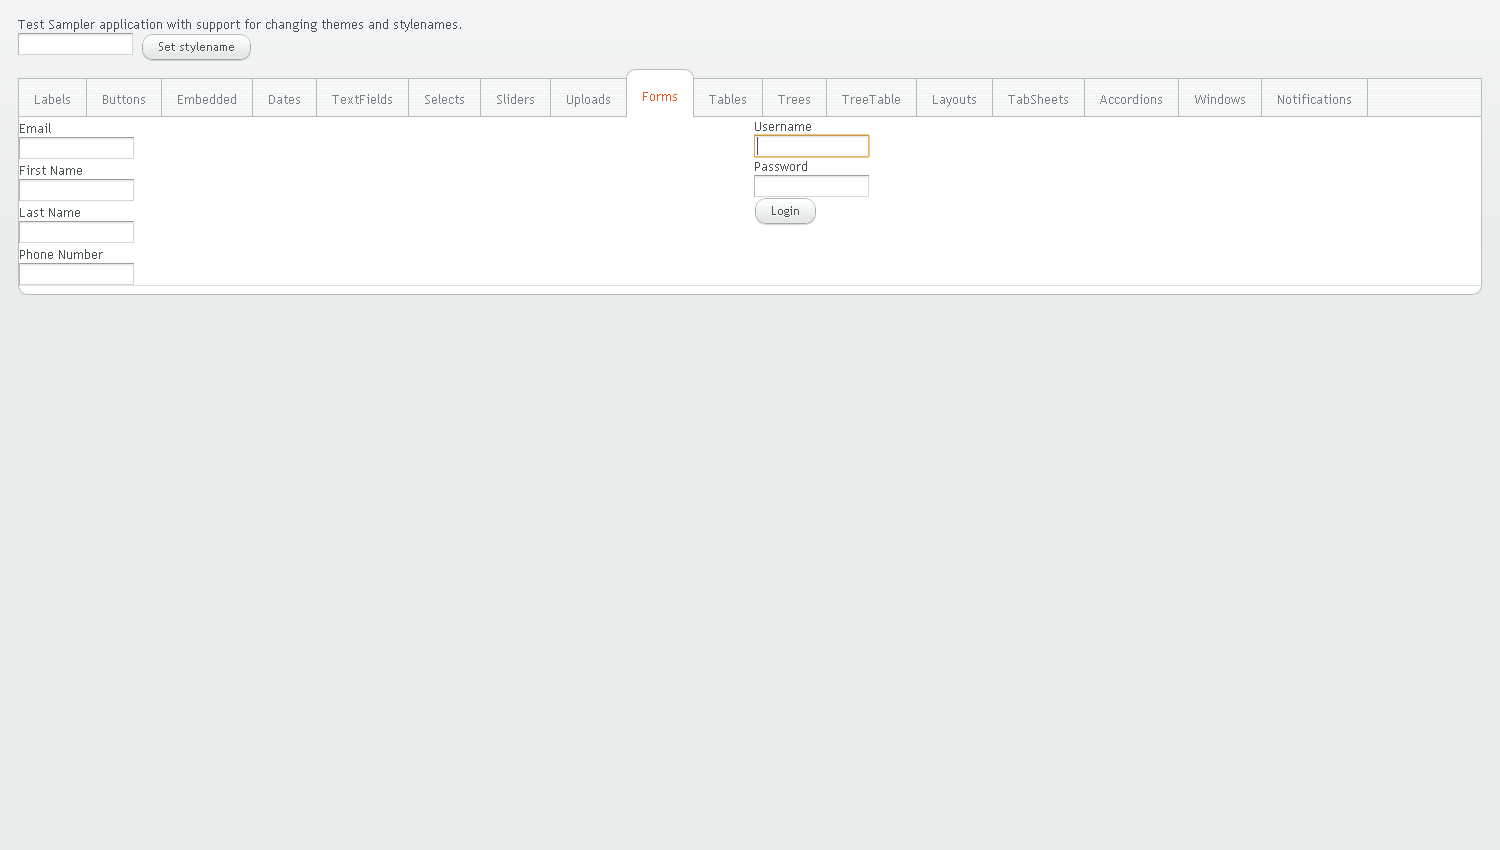 Test Sampler application with support for changing themes and stylenames.
Set stylename
Labels Buttons Embedded Dates TextFields Selects Sliders Uploads Forms Tables Trees TreeTable Layouts TabSheets Accordions Windows Notifications
Email
First Name
Last Name
Phone Number
Username
Password
Login